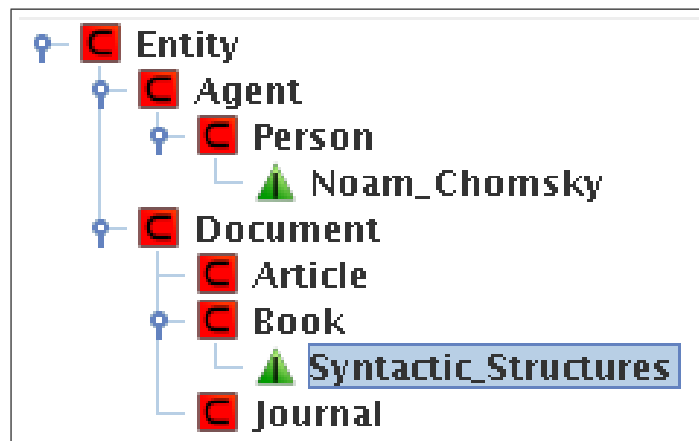 Entity
Agent
Person
Noam_Chomsky
Document
Article
Book
Syntactic_Structures
Journal